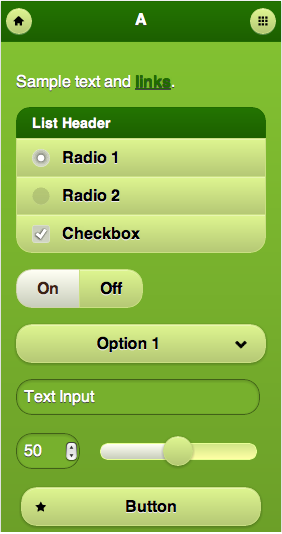 A
Sample text and links.
List Header
Radio 1
Radio 2
Checkbox
On Off
Option 1
Text Input
50
Button